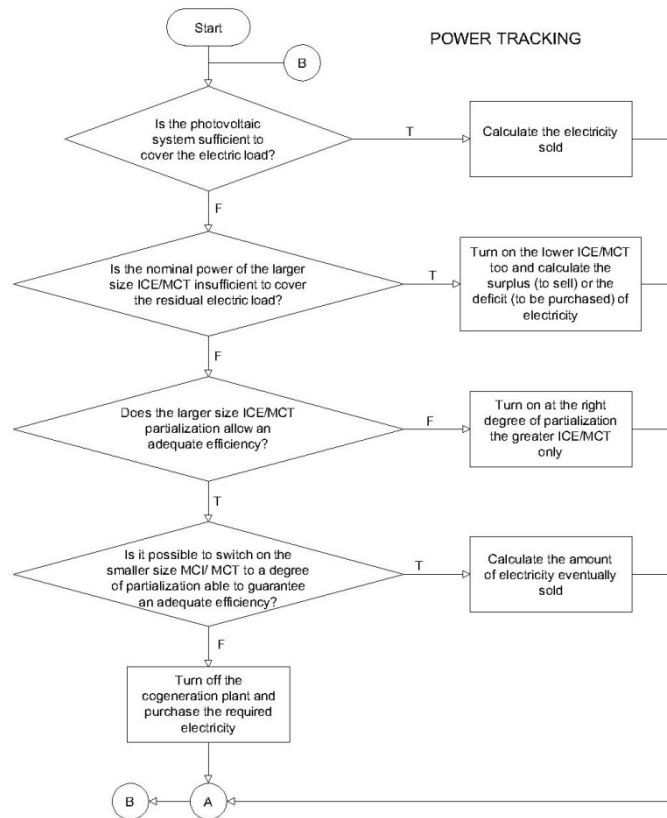 Start
POWER TRACKING
B
Is the photovoltaic
system sufficient to
cover the electric load?
T
Calculate the electricity
sold
F
Is the nominal power of the larger
size ICE/MCT insufficient to cover
the residual electric load?
T
Turn on the lower ICE/MCT
too and calculate the
surplus (to sell) or the
deficit (to be purchased) of
electricity
F
Does the larger size ICE/MCT
partialization allow an
adequate efficiency?
F
Turn on at the right
degree of partialization
the greater ICE/MCT
only
T
Is it possible to switch on the
smaller size MCI/ MCT to a degree
of partialization able to guarantee
an adequate efficiency?
T
Calculate the amount
of electricity eventually
sold
F
Turn off the
cogeneration plant and
purchase the required
electricity
B
A